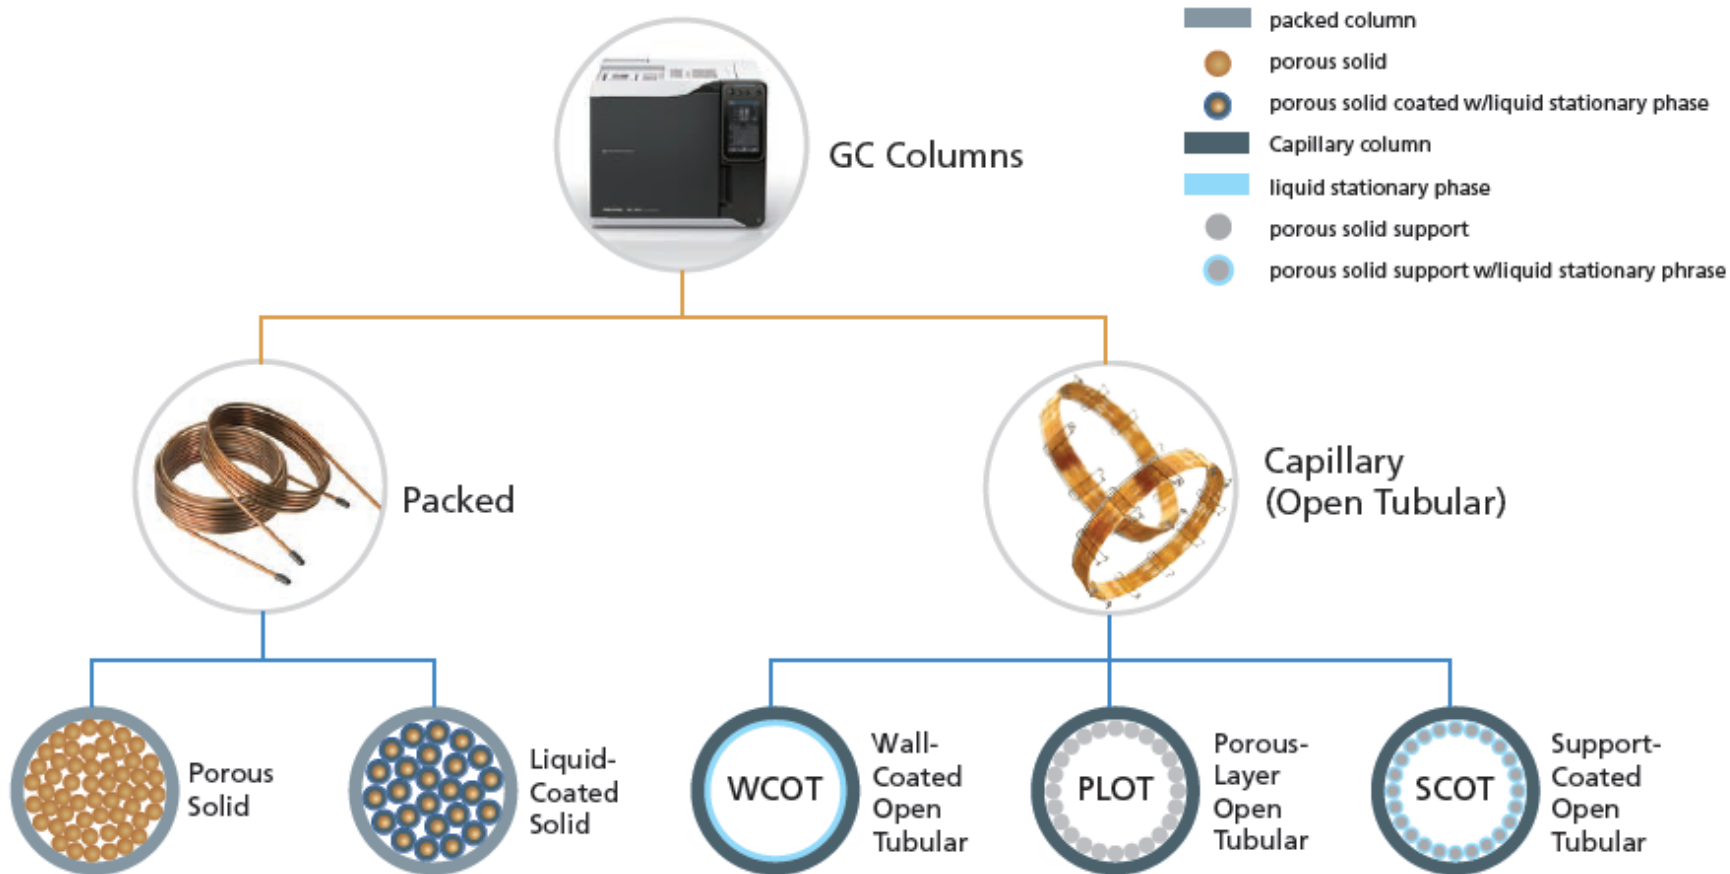 packed column
porous solid
porous solid coated w/liquid stationary phase
Capillary column
liquid stationary phase
porous solid support
porous solid support w/liquid stationary phrase
GC Columns
Packed
Capillary
(Open Tubular)
Porous
Solid
Liquid-
Coated
Solid
WCOT
Wall-
Coated
Open
Tubular
PLOT
Porous-
Layer
Open
Tubular
SCOT
Support-
Coated
Open
Tubular